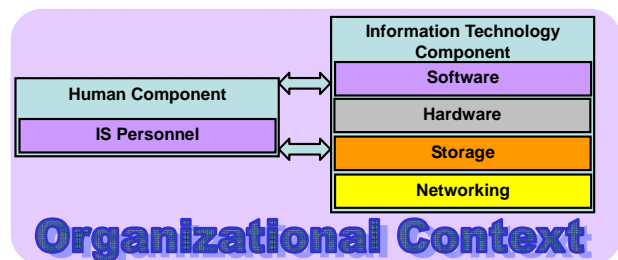 Information Technology
Component
Software
Human Component
Hardware
IS Personnel
Storage
Networking
Organizational Context